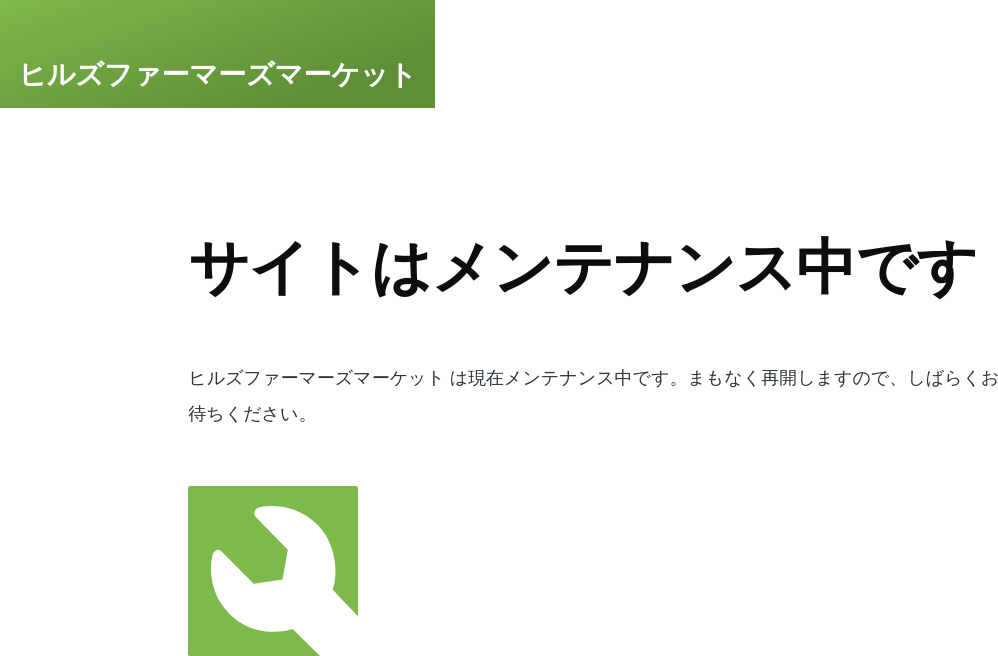 ヒルズファーマーズマーケット
サイトはメンテナンス中です
ヒルズファーマーズマーケット は現在メンテナンス中です。まもなく再開しますので、しばらくお
待ちください。